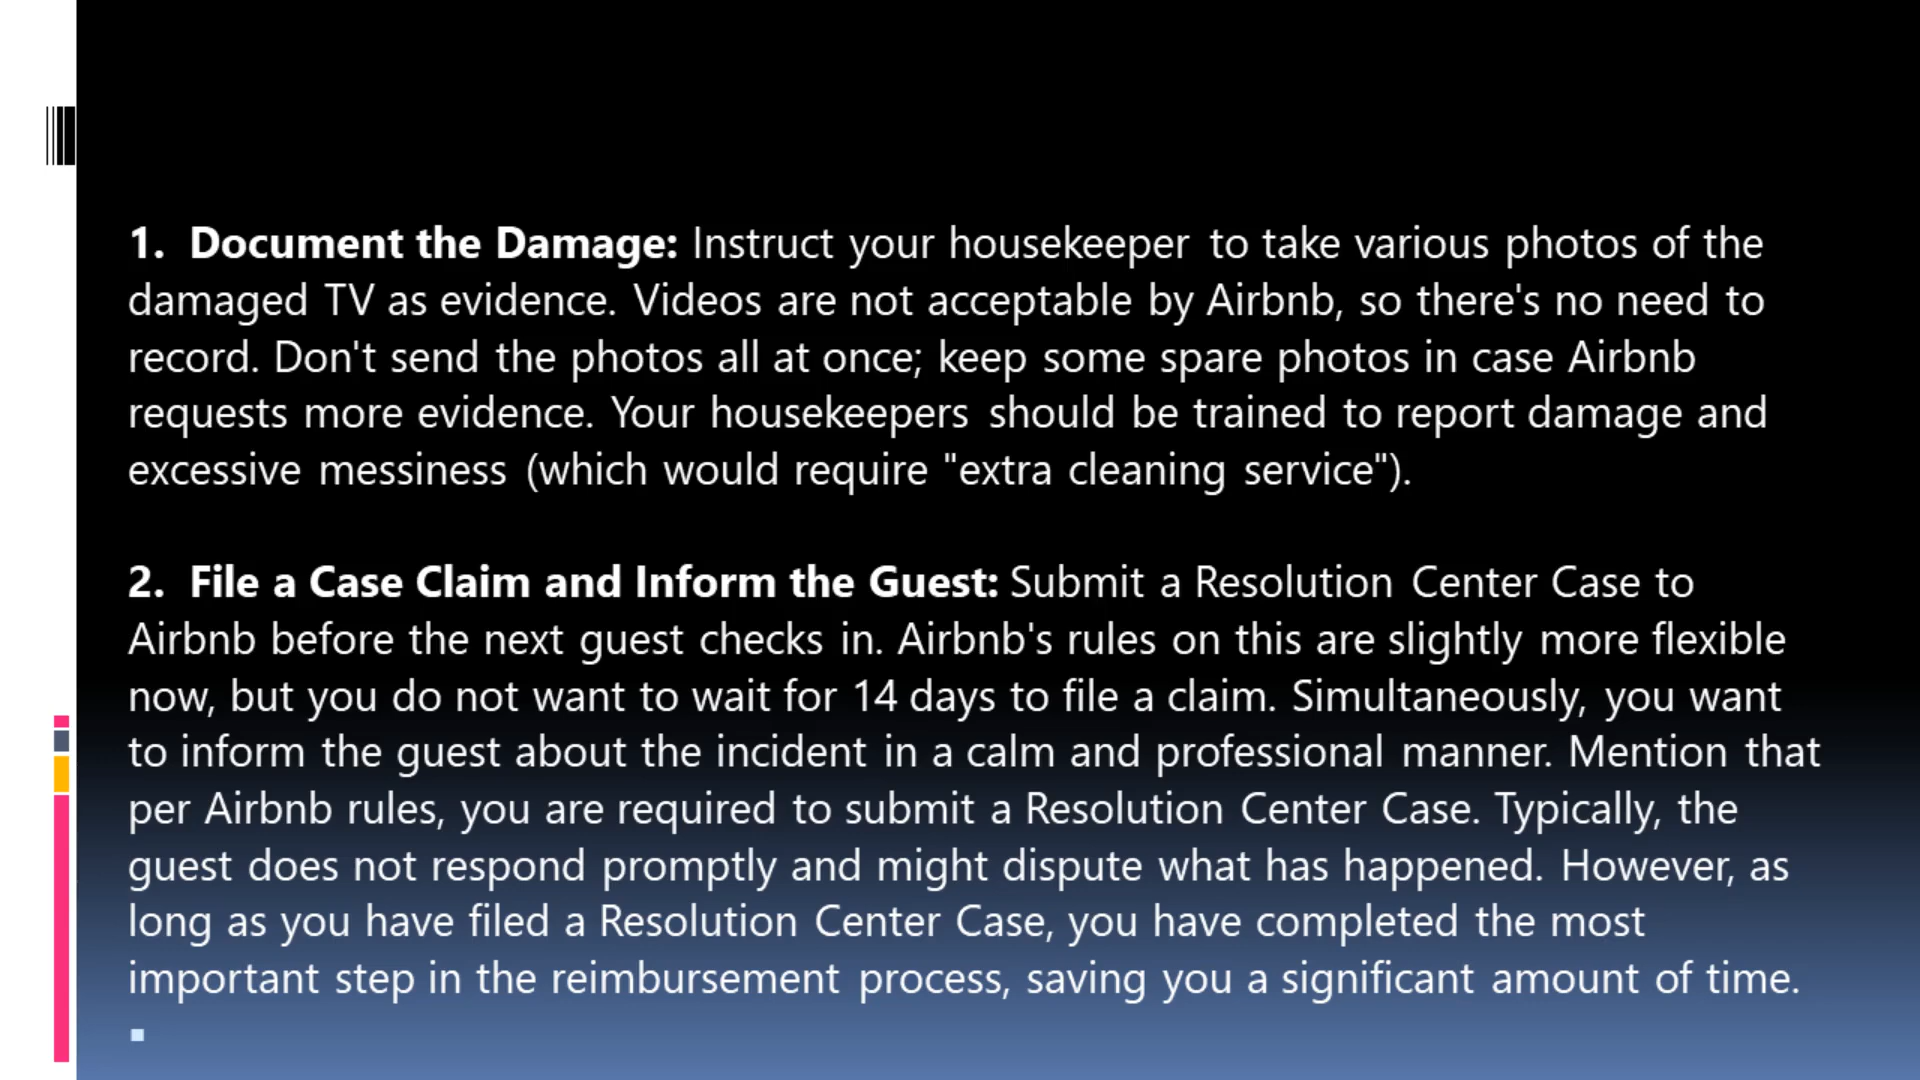 1. Document the Damage: Instruct your housekeeper to take various photos of the
damaged TV as evidence. Videos are not acceptable by Airbnb, so there's no need to
record. Don't send the photos all at once; keep some spare photos in case Airbnb
requests more evidence. Your housekeepers should be trained to report damage and
excessive messiness (which would require "extra cleaning service").
2. File a Case Claim and Inform the Guest: Submit a Resolution Center Case to
Airbnb before the next guest checks in. Airbnb's rules on this are slightly more flexible
now, but you do not want to wait for 14 days to file a claim. Simultaneously, you want
to inform the guest about the incident in a calm and professional manner. Mention that
per Airbnb rules, you are required to submit a Resolution Center Case. Typically, the
guest does not respond promptly and might dispute what has happened. However, as
long as you have filed a Resolution Center Case, you have completed the most
important step in the reimbursement process, saving you a significant amount of time.